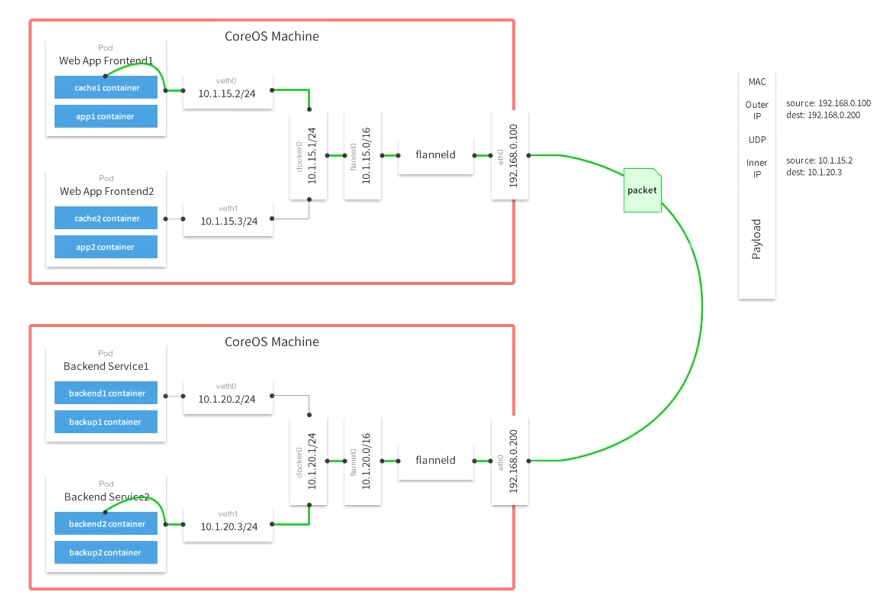 CoreOS Machine
Pod
Web App Frontend1
cache1 container
app1 container
veth0
10.1.15.2/24
Pod
Web App Frontend2
cache2 container
app2 container
veth1
10.1.15.3/24
docker0
10.1.15.1/24
flannel0
10.1.15.0/16
flanneld
eth0
192.168.0.100
packet
MAC
Outer
IP
source: 192.168.0.100
dest: 192.168.0.200
UDP
Inner
IP
source: 10.1.15.2
dest: 10.1.20.3
Payload
CoreOS Machine
Pod
Backend Service1
backend1 container
backup1 container
veth0
10.1.20.2/24
Pod
Backend Service2
backend2 container
backup2 container
veth1
10.1.20.3/24
docker0
10.1.20.1/24
flannel0
10.1.20.0/16
flanneld
eth0
192.168.0.200